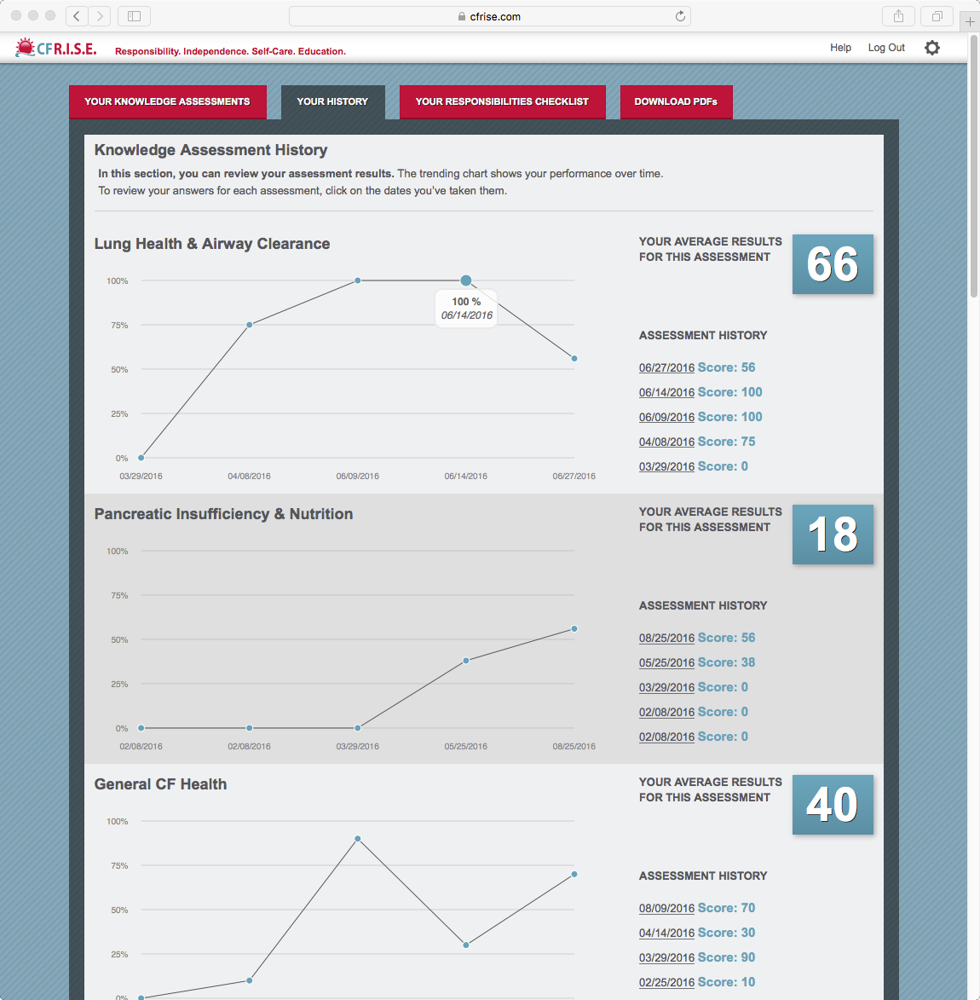 cfrise.com
CFR.I.S.E.
Responsibility. Independence. Self-Care. Education.
Help
Log Out
YOUR KNOWLEDGE ASSESSMENTS
YOUR HISTORY
YOUR RESPONSIBILITIES CHECKLIST
DOWNLOAD PDFs
Knowledge Assessment History
In this section, you can review your assessment results. The trending chart shows your performance over time.
To review your answers for each assessment, click on the dates you've taken them.
Lung Health & Airway Clearance
100%
75%
50%
25%
0%
100 %
06/14/2016
03/29/2016
04/08/2016
06/09/2016
06/14/2016
06/27/2016
YOUR AVERAGE RESULTS
FOR THIS ASSESSMENT
66
ASSESSMENT HISTORY
06/27/2016 Score: 56
06/14/2016 Score: 100
06/09/2016 Score: 100
04/08/2016 Score: 75
03/29/2016 Score: 0
Pancreatic Insufficiency & Nutrition
100%
75%
50%
25%
0%
02/08/2016
02/08/2016
03/29/2016
05/25/2016
08/25/2016
YOUR AVERAGE RESULTS
FOR THIS ASSESSMENT
18
ASSESSMENT HISTORY
08/25/2016 Score: 56
05/25/2016 Score: 38
03/29/2016 Score: 0
02/08/2016 Score: 0
02/08/2016 Score: 0
General CF Health
100%
75%
50%
25%
0%
YOUR AVERAGE RESULTS
FOR THIS ASSESSMENT
40
ASSESSMENT HISTORY
08/09/2016 Score: 70
04/14/2016 Score: 30
03/29/2016 Score: 90
02/25/2016 Score: 10